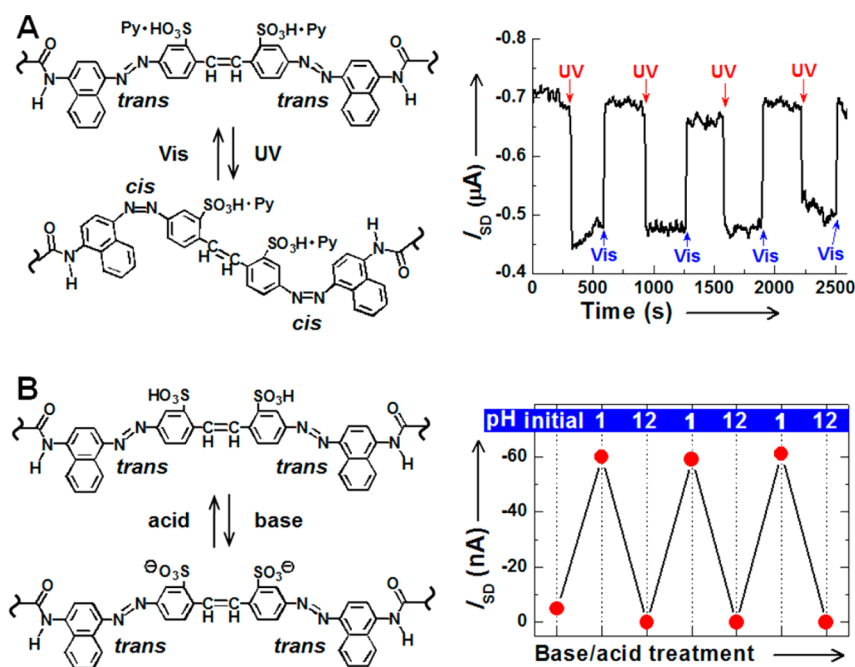 A
Py·HO₃S SO₃H·Py
O N N=N C=C N=N N O
H trans H H trans H
Vis UV
cis
N=N SO₃H·Py
O N H C=C H SO₃H·Py H N O
H N=N
cis
-0.8
-0.7
-0.6
-0.5
-0.4
I_SD (µA)
UV UV UV UV
Vis Vis Vis Vis
0 500 1000 1500 2000 2500
Time (s)
B
HO₃S SO₃H
O N N=N C=C N=N N O
H trans H H trans H
acid base
⊖O₃S SO₃⊖
O N N=N C=C N=N N O
H trans H H trans H
pH initial 1 12 1 12 1 12
-60
-40
-20
0
I_SD (nA)
Base/acid treatment